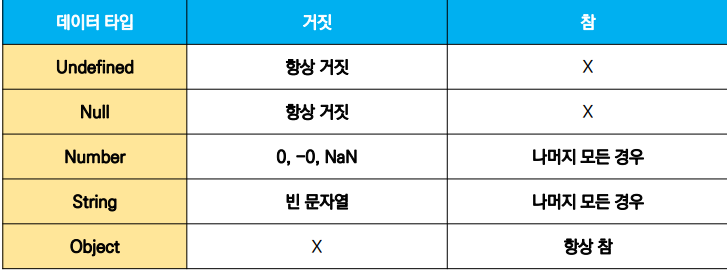 데이터 타입 거짓 참
Undefined 항상 거짓 X
Null 항상 거짓 X
Number 0, -0, NaN 나머지 모든 경우
String 빈 문자열 나머지 모든 경우
Object X 항상 참